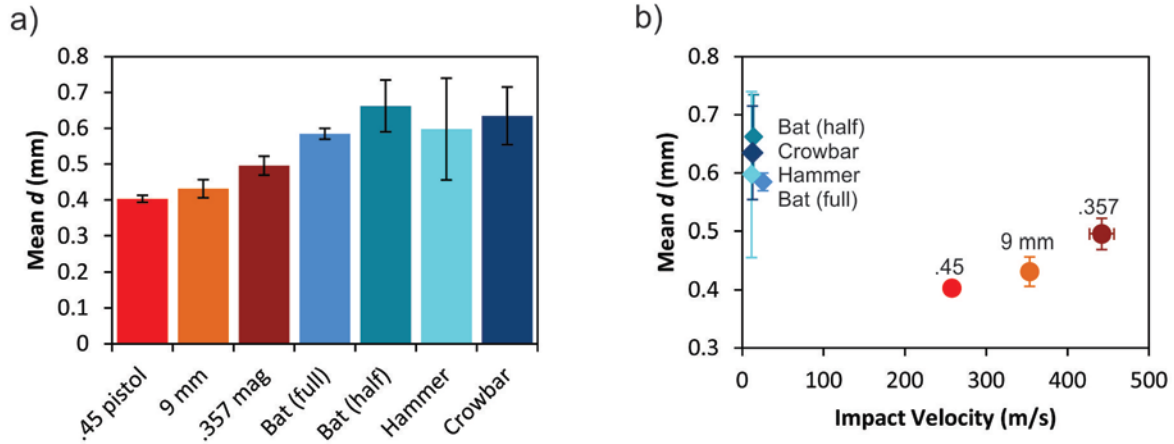 a)
Mean d (mm)
0.8
0.7
0.6
0.5
0.4
0.3
0.2
0.1
0
.45 pistol
9 mm
.357 mag
Bat (full)
Bat (half)
Hammer
Crowbar
b)
Mean d (mm)
0.8
0.7
0.6
0.5
0.4
0.3
Bat (half)
Crowbar
Hammer
Bat (full)
.45
9 mm
.357
0 100 200 300 400 500
Impact Velocity (m/s)